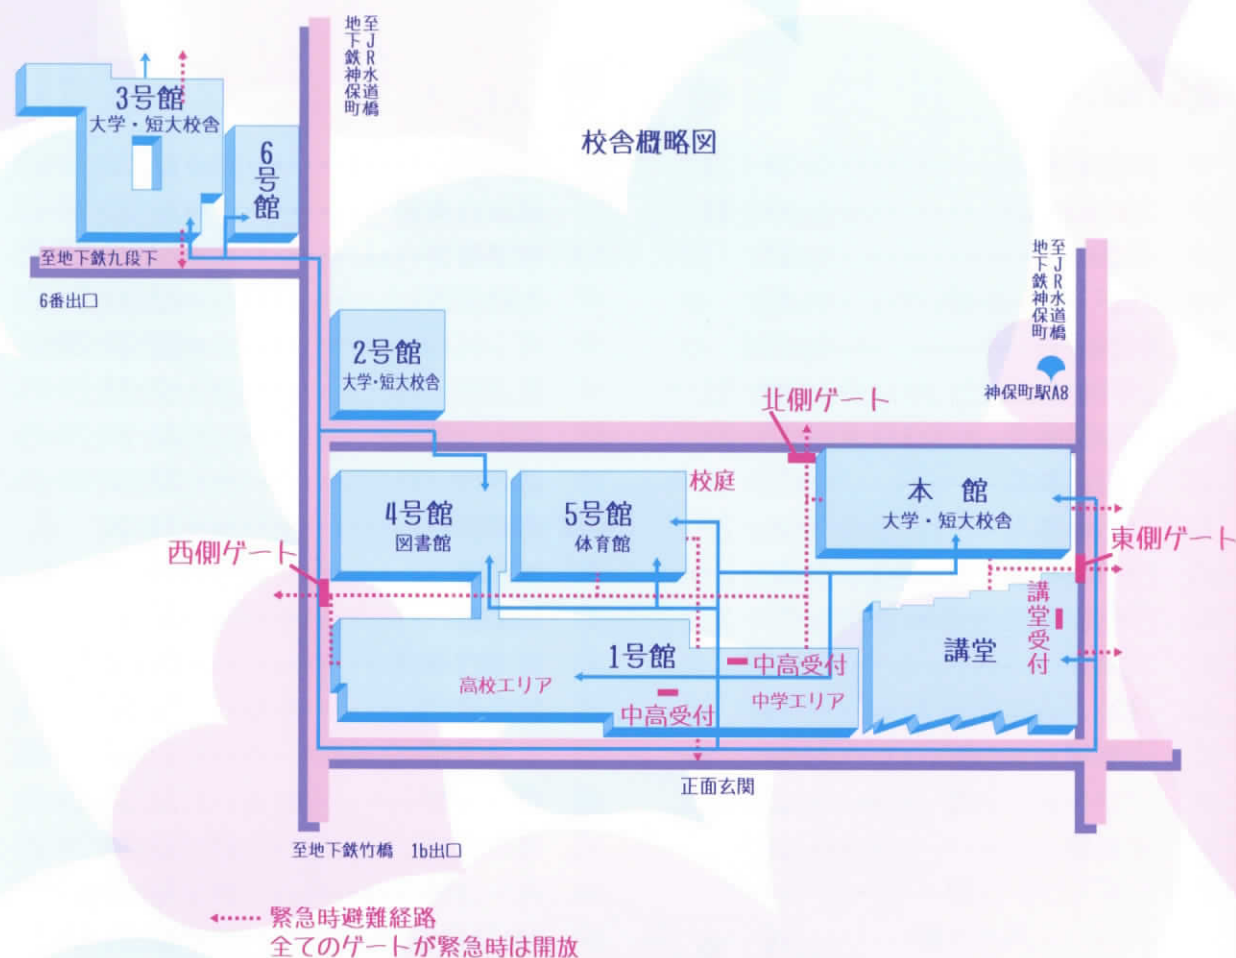 至JR水道橋
地下鉄神保町
3号館
大学・短大校舎
6号館
校舎概略図
至地下鉄九段下
6番出口
至JR水道橋
地下鉄神保町
神保町駅A8
2号館
大学・短大校舎
北側ゲート
校庭
本 館
大学・短大校舎
4号館
図書館
5号館
体育館
西側ゲート
東側ゲート
講堂受付
講堂
1号館
中高受付
高校エリア
中学エリア
中高受付
正面玄関
至地下鉄竹橋 1b出口
緊急時避難経路
全てのゲートが緊急時は開放